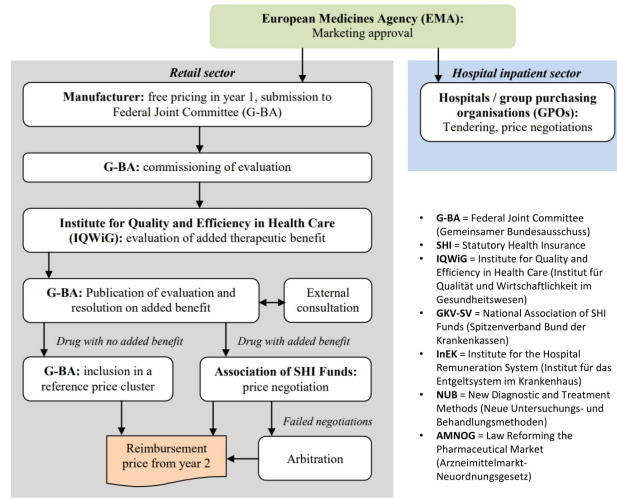 European Medicines Agency (EMA):
Marketing approval
Retail sector
Manufacturer: free pricing in year 1, submission to
Federal Joint Committee (G-BA)
G-BA: commissioning of evaluation
Institute for Quality and Efficiency in Health Care
(IQWiG): evaluation of added therapeutic benefit
G-BA: Publication of evaluation and
resolution on added benefit
External
consultation
Drug with no added benefit
Drug with added benefit
G-BA: inclusion in a
reference price cluster
Association of SHI Funds:
price negotiation
Failed negotiations
Reimbursement
price from year 2
Arbitration
Hospital inpatient sector
Hospitals / group purchasing
organisations (GPOs):
Tendering, price negotiations
• G-BA = Federal Joint Committee
(Gemeinsamer Bundesausschuss)
• SHI = Statutory Health Insurance
• IQWiG = Institute for Quality and
Efficiency in Health Care (Institut für
Qualität und Wirtschaftlichkeit im
Gesundheitswesen)
• GKV-SV = National Association of SHI
Funds (Spitzenverband Bund der
Krankenkassen)
• InEK = Institute for the Hospital
Remuneration System (Institut für das
Entgeltsystem im Krankenhaus)
• NUB = New Diagnostic and Treatment
Methods (Neue Untersuchungs- und
Behandlungsmethoden)
• AMNOG = Law Reforming the
Pharmaceutical Market
(Arzneimittelmarkt-
Neuordnungsgesetz)